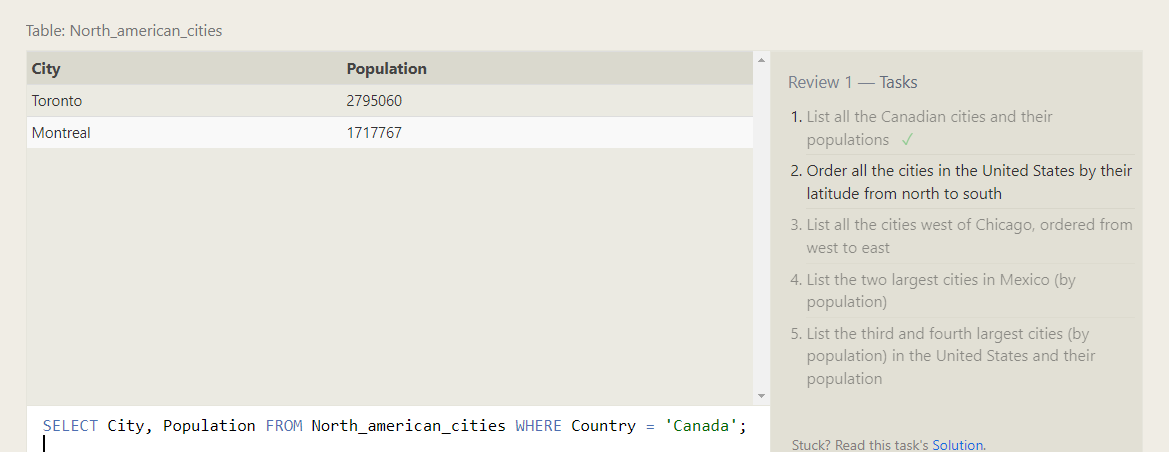 Table: North_american_cities
City Population
Toronto 2795060
Montreal 1717767
SELECT City, Population FROM North_american_cities WHERE Country = 'Canada';
Review 1 — Tasks
1. List all the Canadian cities and their
populations ✓
2. Order all the cities in the United States by their
latitude from north to south
3. List all the cities west of Chicago, ordered from
west to east
4. List the two largest cities in Mexico (by
population)
5. List the third and fourth largest cities (by
population) in the United States and their
population
Stuck? Read this task's Solution.